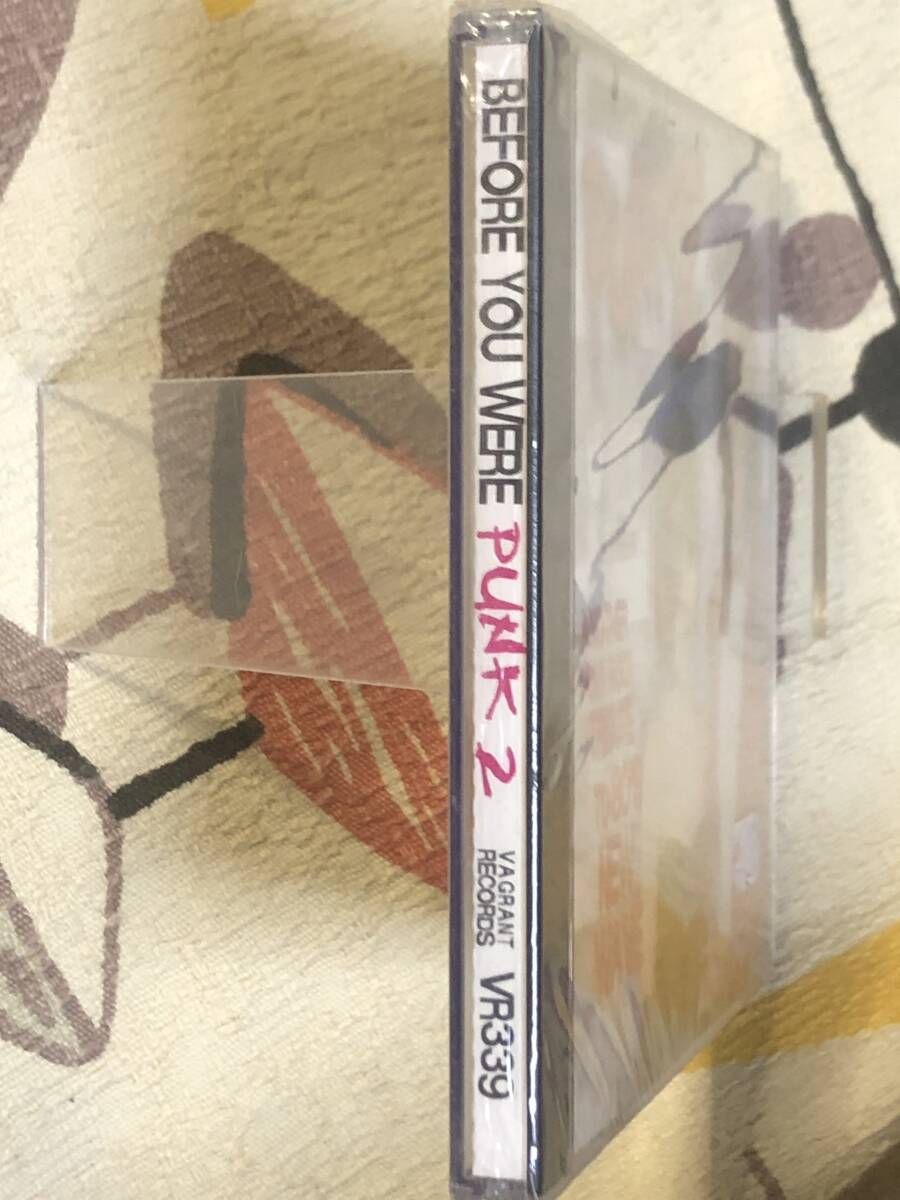 BEFORE YOU WERE PUNK 2
VAGRANT
RECORDS
VR339